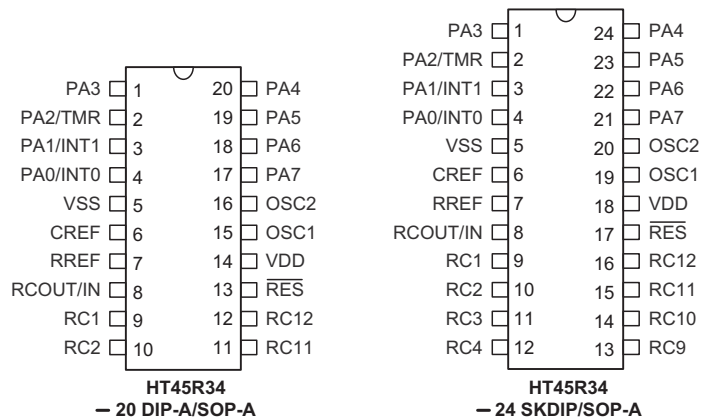 PA3 1 20 PA4
PA2/TMR 2 19 PA5
PA1/INT1 3 18 PA6
PA0/INT0 4 17 PA7
VSS 5 16 OSC2
CREF 6 15 OSC1
RREF 7 14 VDD
RCOUT/IN 8 13 RES
RC1 9 12 RC12
RC2 10 11 RC11
HT45R34
– 20 DIP-A/SOP-A
PA3 1 24 PA4
PA2/TMR 2 23 PA5
PA1/INT1 3 22 PA6
PA0/INT0 4 21 PA7
VSS 5 20 OSC2
CREF 6 19 OSC1
RREF 7 18 VDD
RCOUT/IN 8 17 RES
RC1 9 16 RC12
RC2 10 15 RC11
RC3 11 14 RC10
RC4 12 13 RC9
HT45R34
– 24 SKDIP/SOP-A